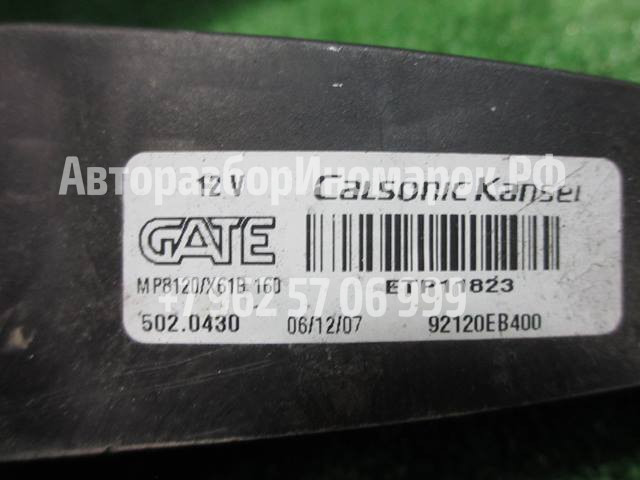 АвторазборИномарок.РФ
12 V Calsonic Kansei
GATE
MP8120/X61B 160 ETP11823
+7 962 57 06 999
502.0430 06/12/07 92120EB400